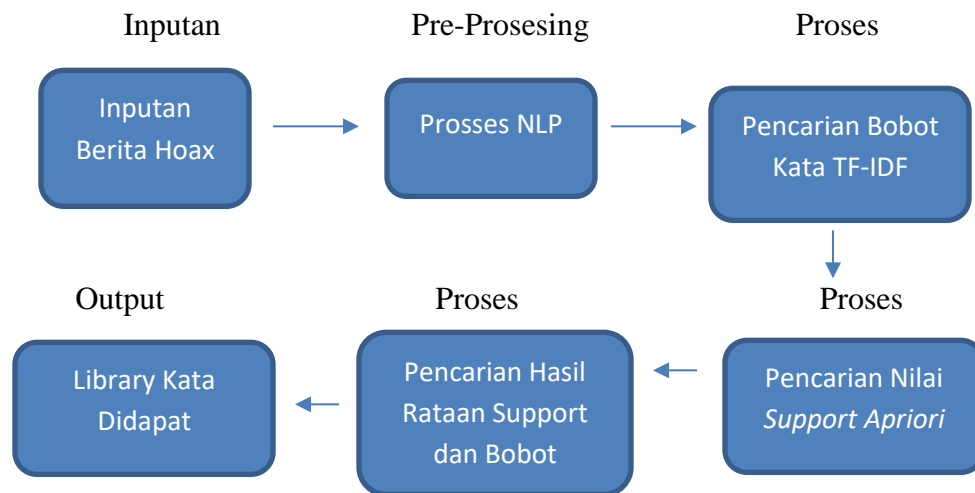 Inputan
Pre-Prosesing
Proses
Inputan
Berita Hoax
Prosses NLP
Pencarian Bobot
Kata TF-IDF
Output
Proses
Proses
Library Kata
Didapat
Pencarian Hasil
Rataan Support
dan Bobot
Pencarian Nilai
Support Apriori